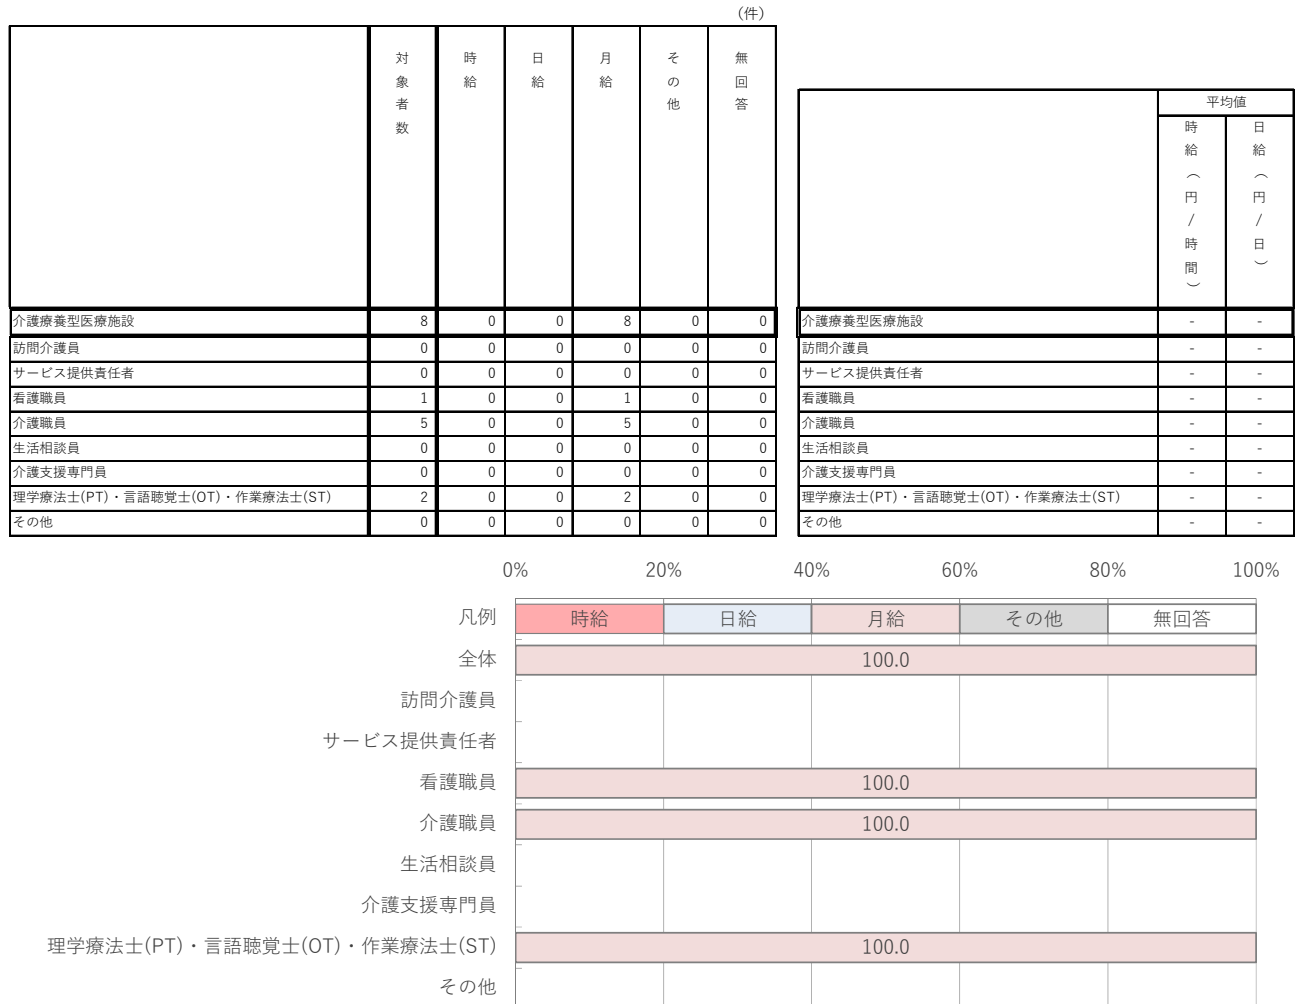 （件）
対象者数 時給 日給 月給 その他 無回答
介護療養型医療施設 8 0 0 8 0 0
訪問介護員 0 0 0 0 0 0
サービス提供責任者 0 0 0 0 0 0
看護職員 1 0 0 1 0 0
介護職員 5 0 0 5 0 0
生活相談員 0 0 0 0 0 0
介護支援専門員 0 0 0 0 0 0
理学療法士(PT)・言語聴覚士(OT)・作業療法士(ST) 2 0 0 2 0 0
その他 0 0 0 0 0 0
平均値
時給（円/時間） 日給（円/日）
介護療養型医療施設 - -
訪問介護員 - -
サービス提供責任者 - -
看護職員 - -
介護職員 - -
生活相談員 - -
介護支援専門員 - -
理学療法士(PT)・言語聴覚士(OT)・作業療法士(ST) - -
その他 - -
0% 20% 40% 60% 80% 100%
凡例 時給 日給 月給 その他 無回答
全体 100.0
訪問介護員
サービス提供責任者
看護職員 100.0
介護職員 100.0
生活相談員
介護支援専門員
理学療法士(PT)・言語聴覚士(OT)・作業療法士(ST) 100.0
その他